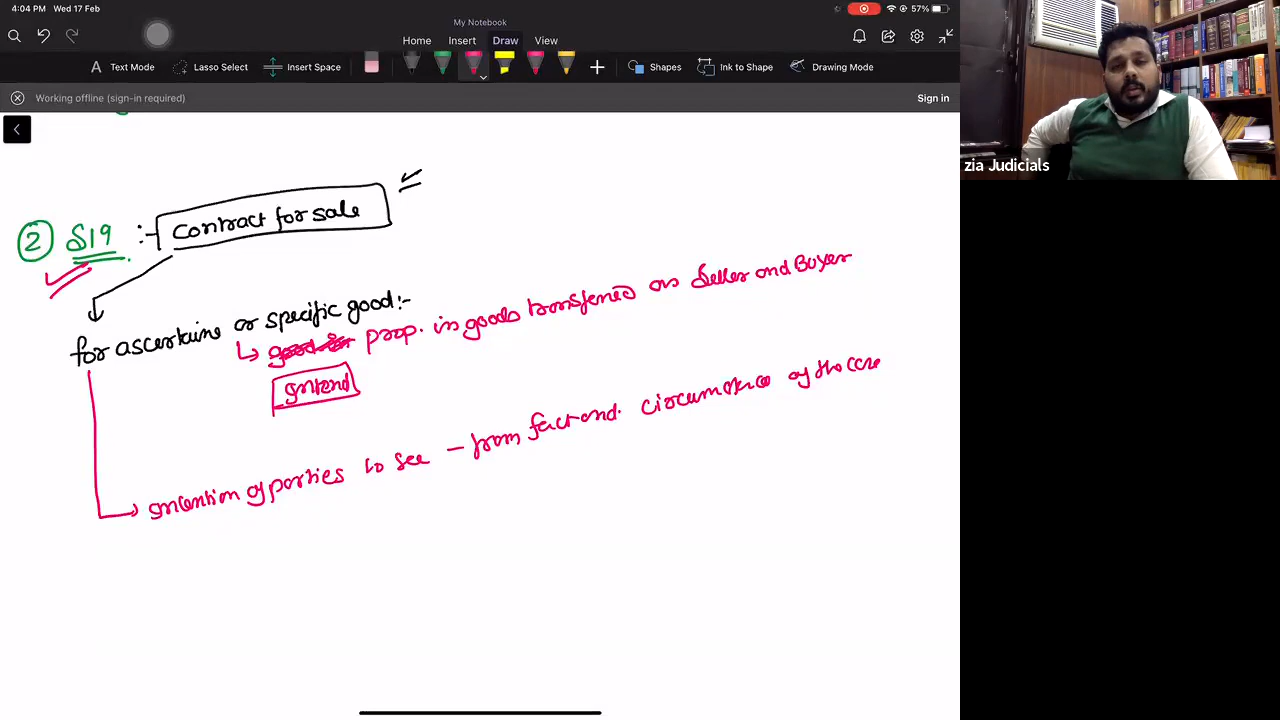 4:04 PM Wed 17 Feb
57%
My Notebook
Home Insert Draw View
Text Mode Lasso Select Insert Space Shapes Ink to Shape Drawing Mode
Working offline (sign-in required) Sign in
zia Judicials
② S19 :- Contract for sale
for ascertaine or specific good:-
prop. in goods transfered as Seller and Buyer
intend
intention of parties to see - from fact and. circumstance of the case